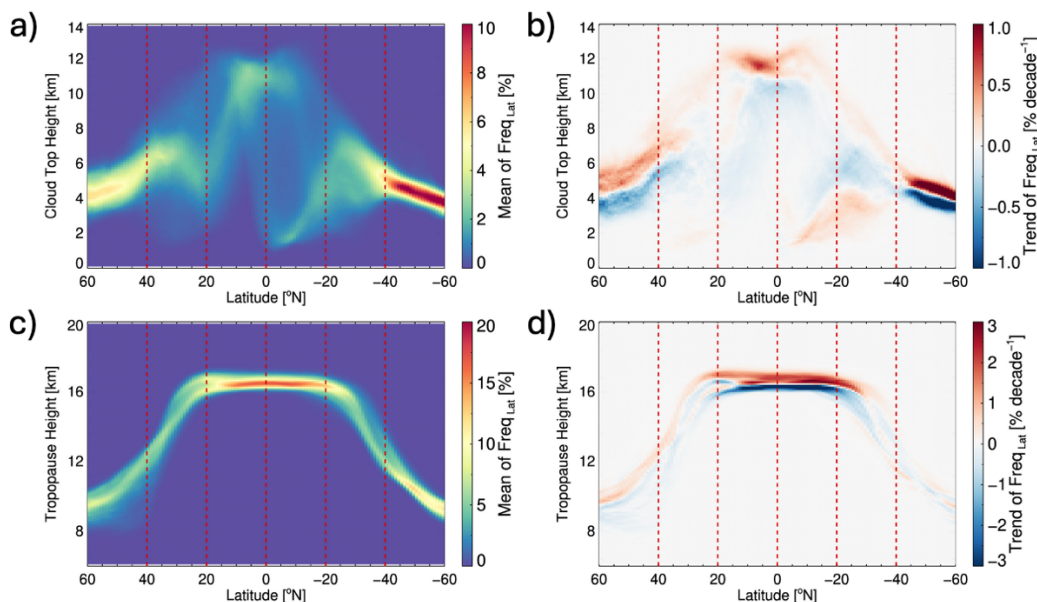 a)
14
12
10
8
6
4
2
0
Cloud Top Height [km]
60 40 20 0 −20 −40 −60
Latitude [°N]
10
8
6
4
2
0
Mean of Freq_Lat [%]
b)
14
12
10
8
6
4
2
0
Cloud Top Height [km]
60 40 20 0 −20 −40 −60
Latitude [°N]
1.0
0.5
0.0
−0.5
−1.0
Trend of Freq_Lat [% decade⁻¹]
c)
20
16
12
8
Tropopause Height [km]
60 40 20 0 −20 −40 −60
Latitude [°N]
20
15
10
5
0
Mean of Freq_Lat [%]
d)
20
16
12
8
Tropopause Height [km]
60 40 20 0 −20 −40 −60
Latitude [°N]
3
2
1
0
−1
−2
−3
Trend of Freq_Lat [% decade⁻¹]